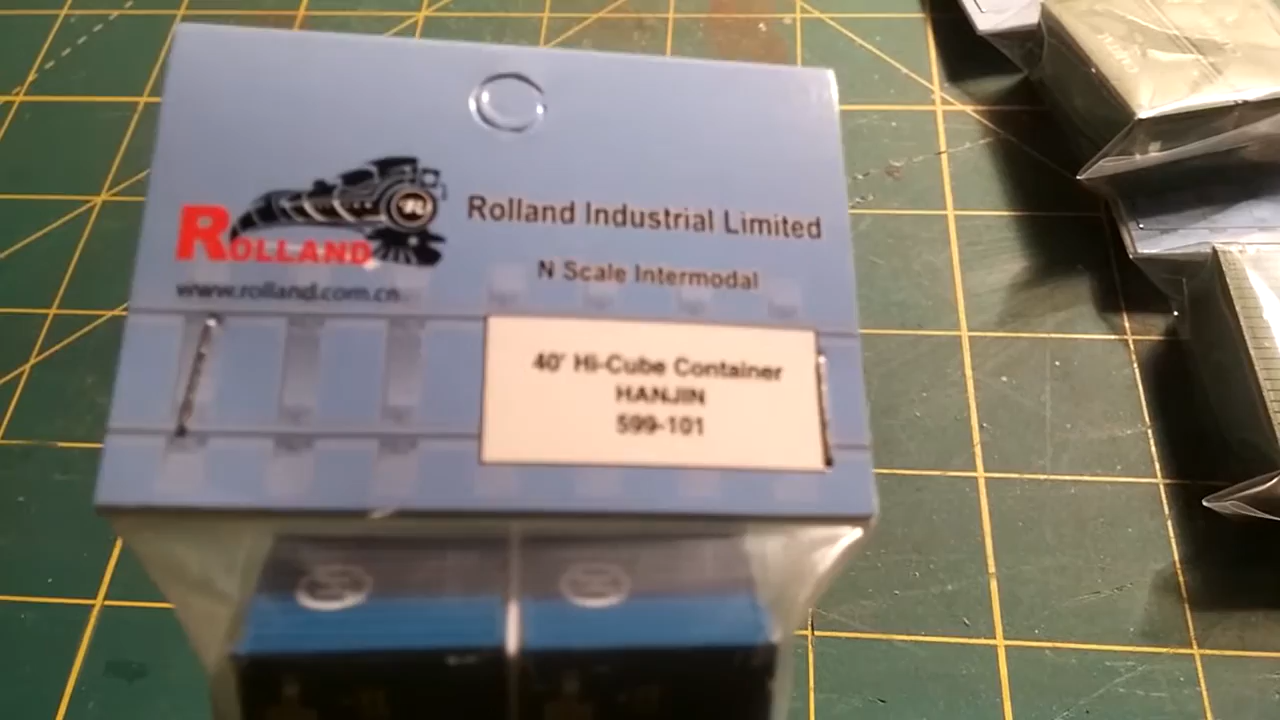 ROLLAND
Rolland Industrial Limited
N Scale Intermodal
www.rolland.com.cn
40' Hi-Cube Container
HANJIN
599-101